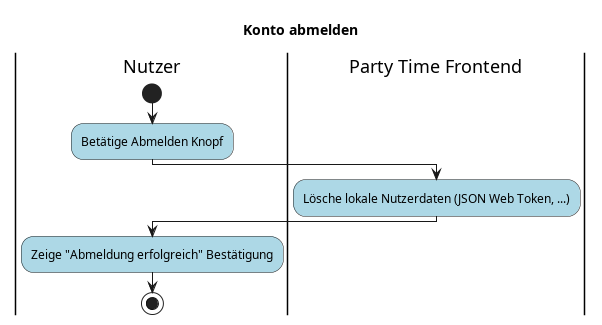 Konto abmelden
Nutzer
Party Time Frontend
Betätige Abmelden Knopf
Lösche lokale Nutzerdaten (JSON Web Token, ...)
Zeige "Abmeldung erfolgreich" Bestätigung